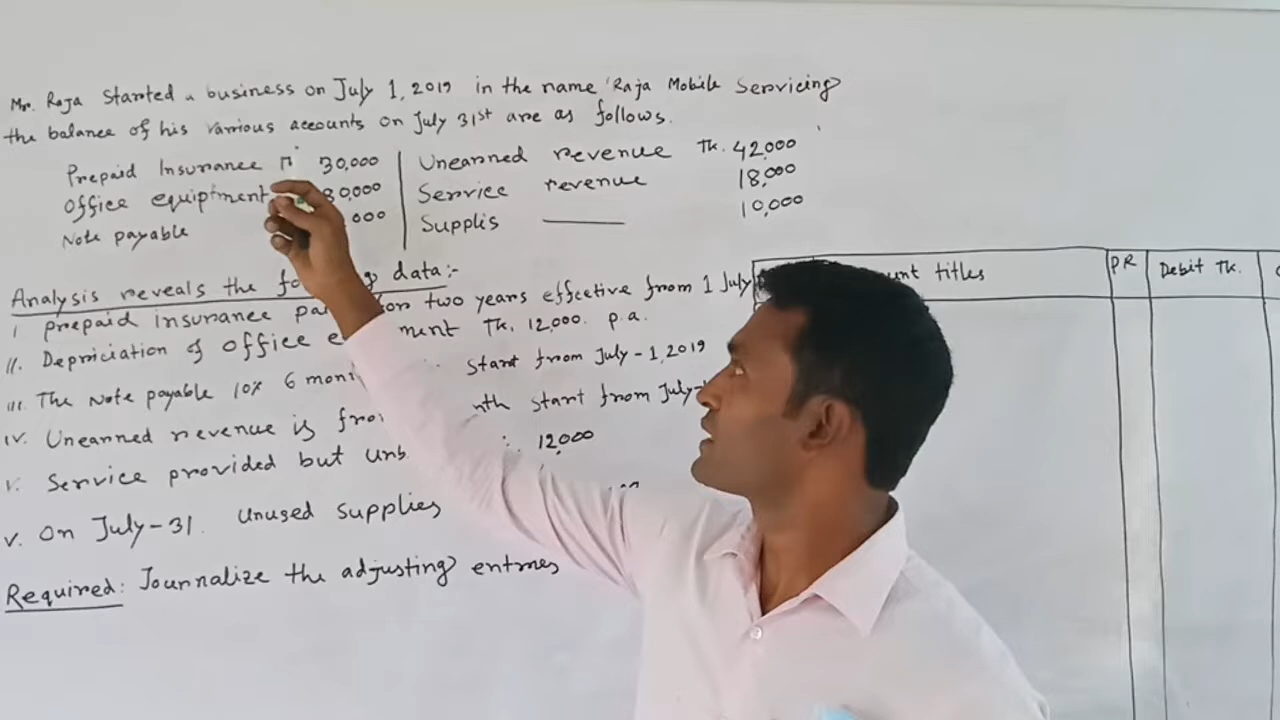 Mr. Raja Started a business on July 1, 2019 in the name 'Raja Mobile Servicing
the balance of his various accounts on July 31st are as follows.
Prepaid Insurance 30,000 Unearned revenue Tk. 42,000
Office equiptment Service revenue 18,000
Note payable Supplis 10,000
Analysis reveals the data:-
I prepaid insurance two years effective from 1 July
II. Depriciation of office Tk. 12,000. p.a.
III. The Note payable 10% 6 start from July-1,2019
IV. Unearned revenue is start from July-
V. Service provided but 12,000
V. On July-31. Unused supplies
Required: Journalize the adjusting entries
titles PR Debit Tk.